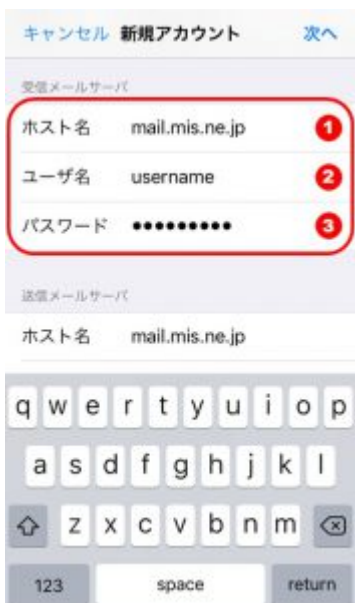 キャンセル 新規アカウント 次へ
受信メールサーバ
ホスト名 mail.mis.ne.jp 1
ユーザ名 username 2
パスワード ●●●●●●●●● 3
送信メールサーバ
ホスト名 mail.mis.ne.jp
q w e r t y u i o p
a s d f g h j k l
z x c v b n m
123 space return